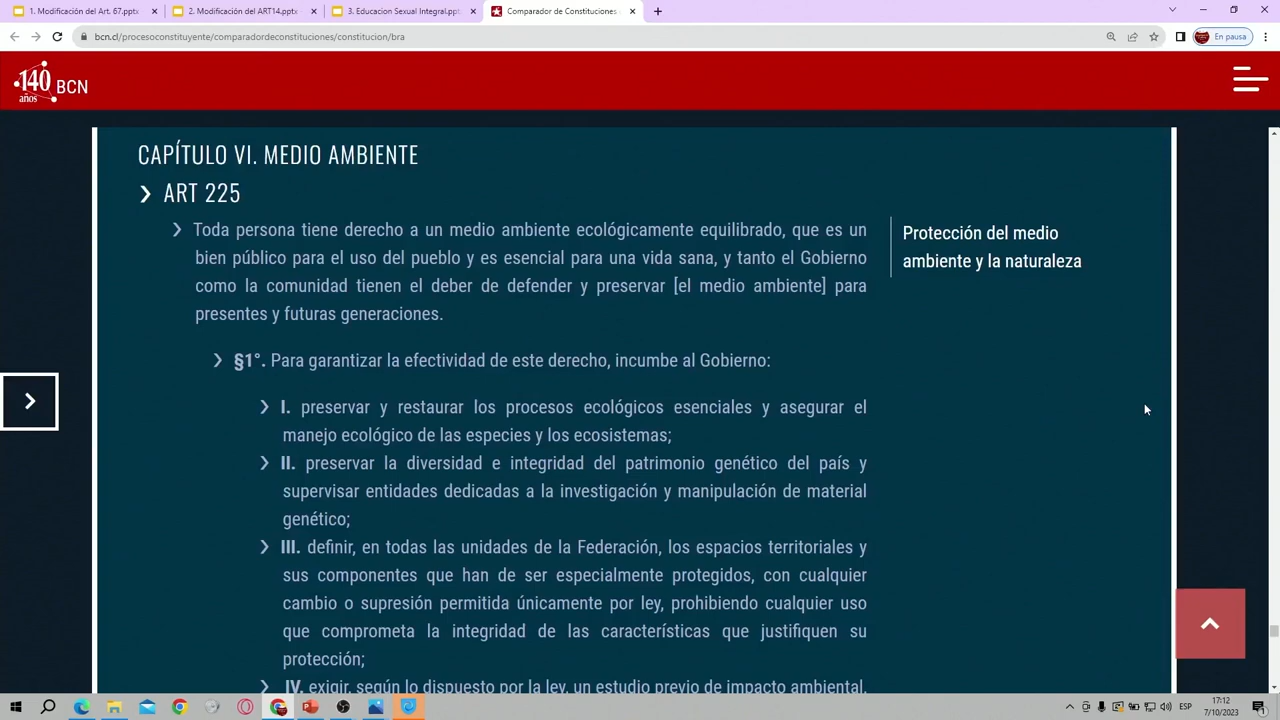 1. Modificación del Art. 67.pptx
2. Modificación del ART14.pptx
3. Educacion Sexual Integral.pptx
Comparador de Constituciones
bcn.cl/procesoconstituyente/comparadordeconstituciones/constitucion/bra
En pausa
140
años
BCN
CAPÍTULO VI. MEDIO AMBIENTE
ART 225
Toda persona tiene derecho a un medio ambiente ecológicamente equilibrado, que es un
bien público para el uso del pueblo y es esencial para una vida sana, y tanto el Gobierno
como la comunidad tienen el deber de defender y preservar [el medio ambiente] para
presentes y futuras generaciones.
Protección del medio
ambiente y la naturaleza
§1°. Para garantizar la efectividad de este derecho, incumbe al Gobierno:
I. preservar y restaurar los procesos ecológicos esenciales y asegurar el
manejo ecológico de las especies y los ecosistemas;
II. preservar la diversidad e integridad del patrimonio genético del país y
supervisar entidades dedicadas a la investigación y manipulación de material
genético;
III. definir, en todas las unidades de la Federación, los espacios territoriales y
sus componentes que han de ser especialmente protegidos, con cualquier
cambio o supresión permitida únicamente por ley, prohibiendo cualquier uso
que comprometa la integridad de las características que justifiquen su
protección;
IV. exigir, según lo dispuesto por la ley, un estudio previo de impacto ambiental,
ESP
17:12
7/10/2023